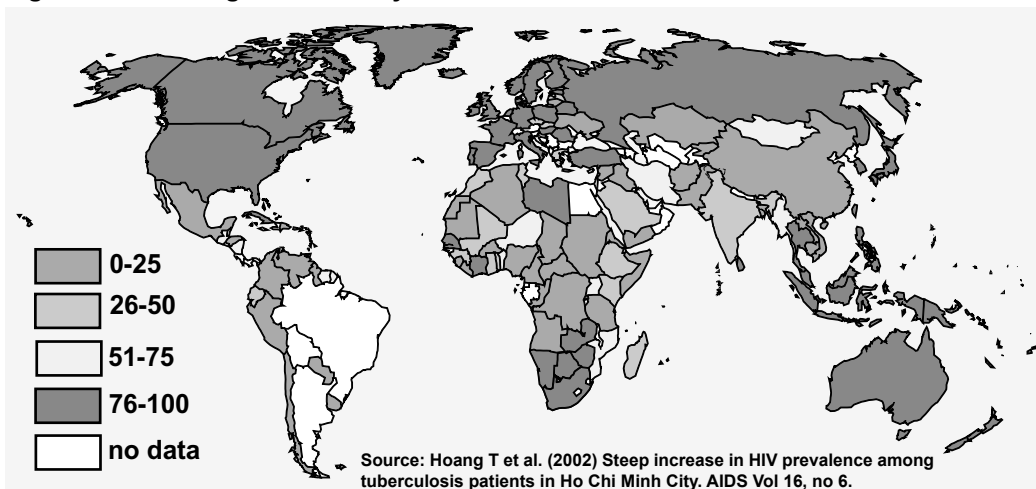 0-25
26-50
51-75
76-100
no data
Source: Hoang T et al. (2002) Steep increase in HIV prevalence among
tuberculosis patients in Ho Chi Minh City. AIDS Vol 16, no 6.